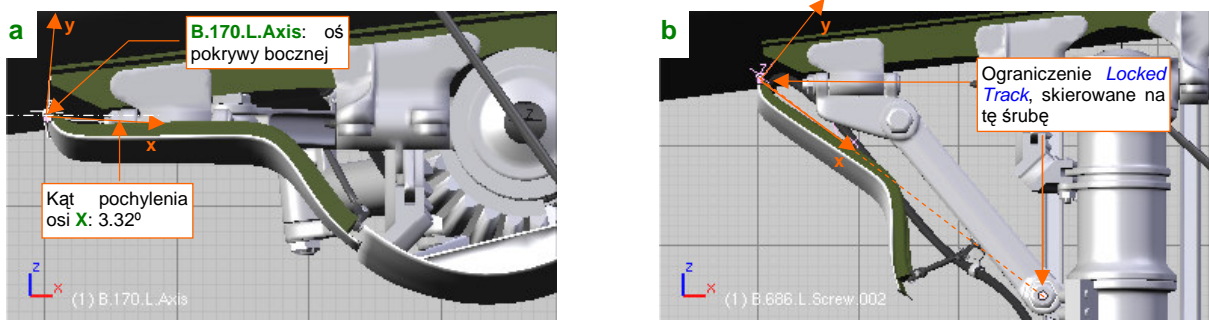 a
y
B.170.L.Axis: oś
pokrywy bocznej
x
Kąt pochylenia
osi X: 3.32º
z
x
(1) B.170.L.Axis
z
b
y
z
Ograniczenie Locked
Track, skierowane na
tę śrubę
x
z
x
(1) B.686.L.Screw.002